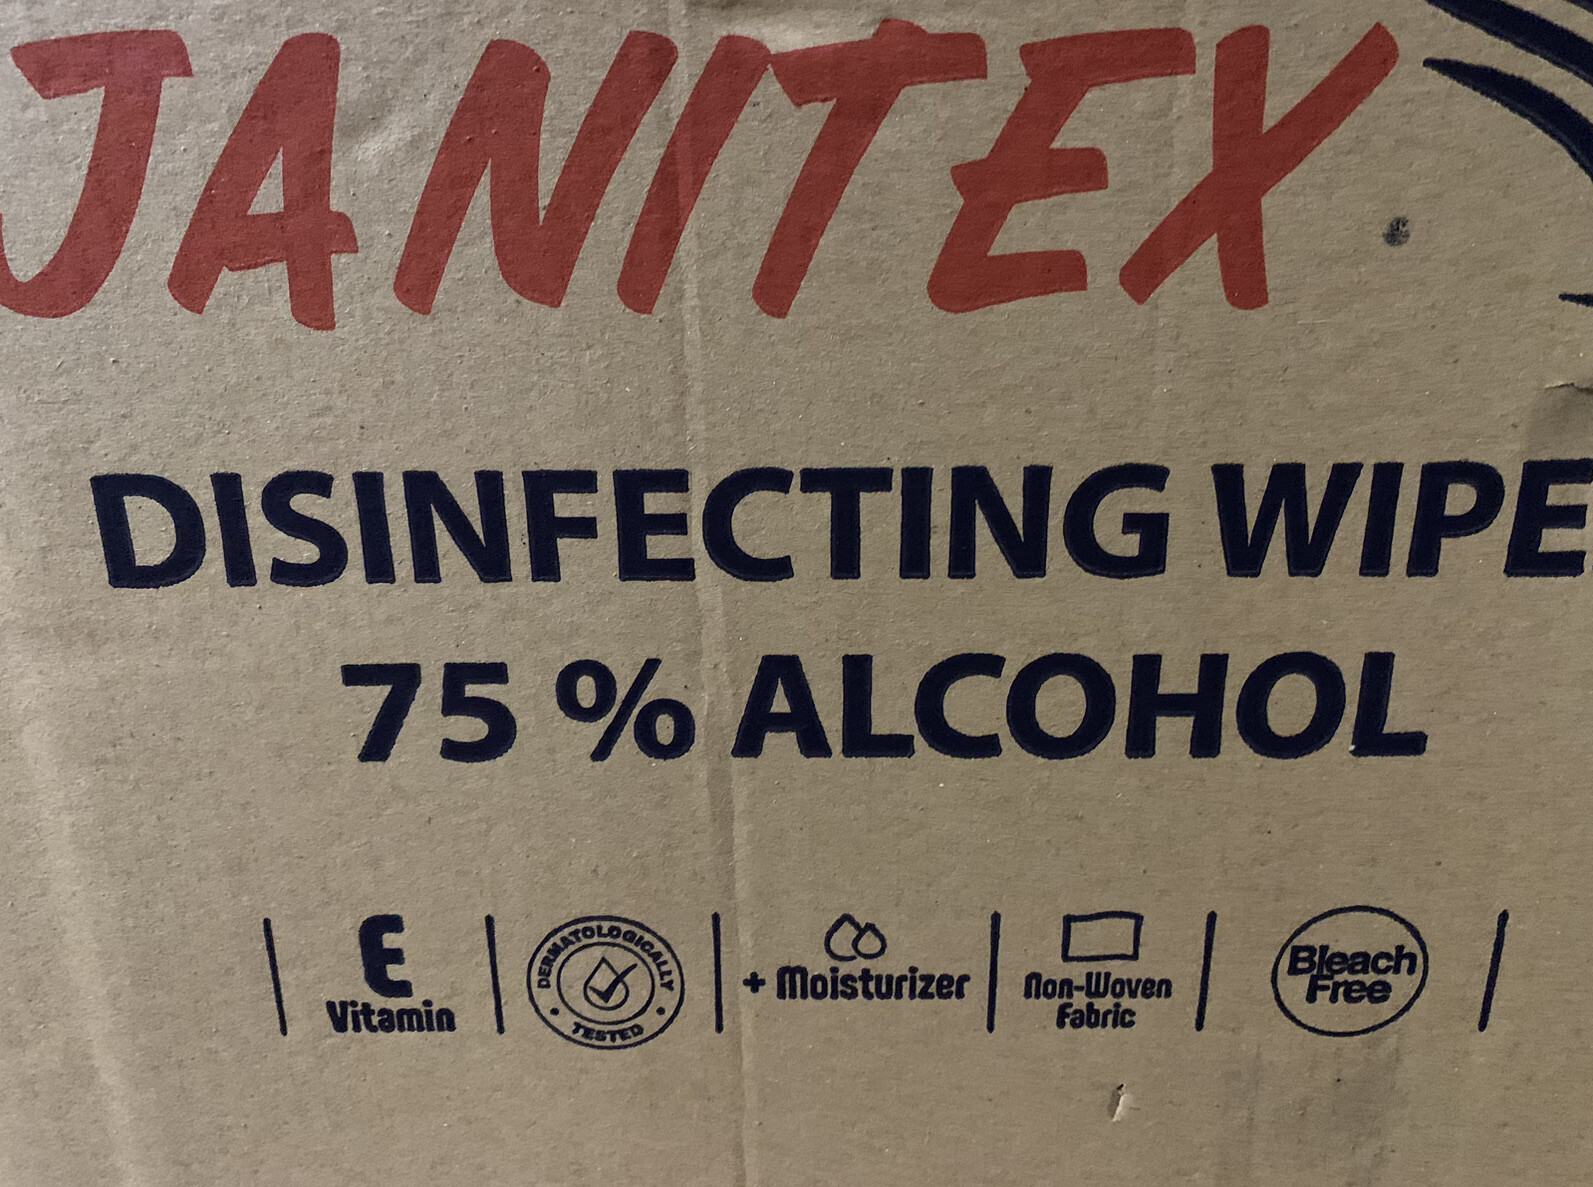 JANITEX
DISINFECTING WIPE
75 % ALCOHOL
E
Vitamin
DERMATOLOGICALLY
TESTED
+ Moisturizer
Non-Woven
Fabric
Bleach
Free